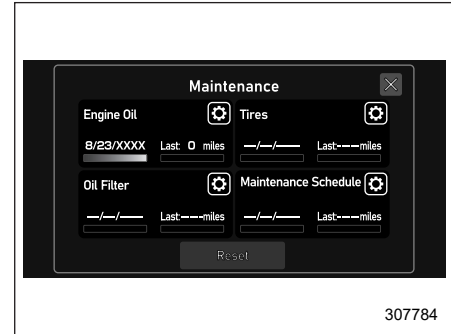 Maintenance
Engine Oil
Tires
8/23/XXXX Last: 0 miles
--/--/---- Last:---miles
Oil Filter
Maintenance Schedule
--/--/---- Last:---miles
--/--/---- Last:---miles
Reset
307784